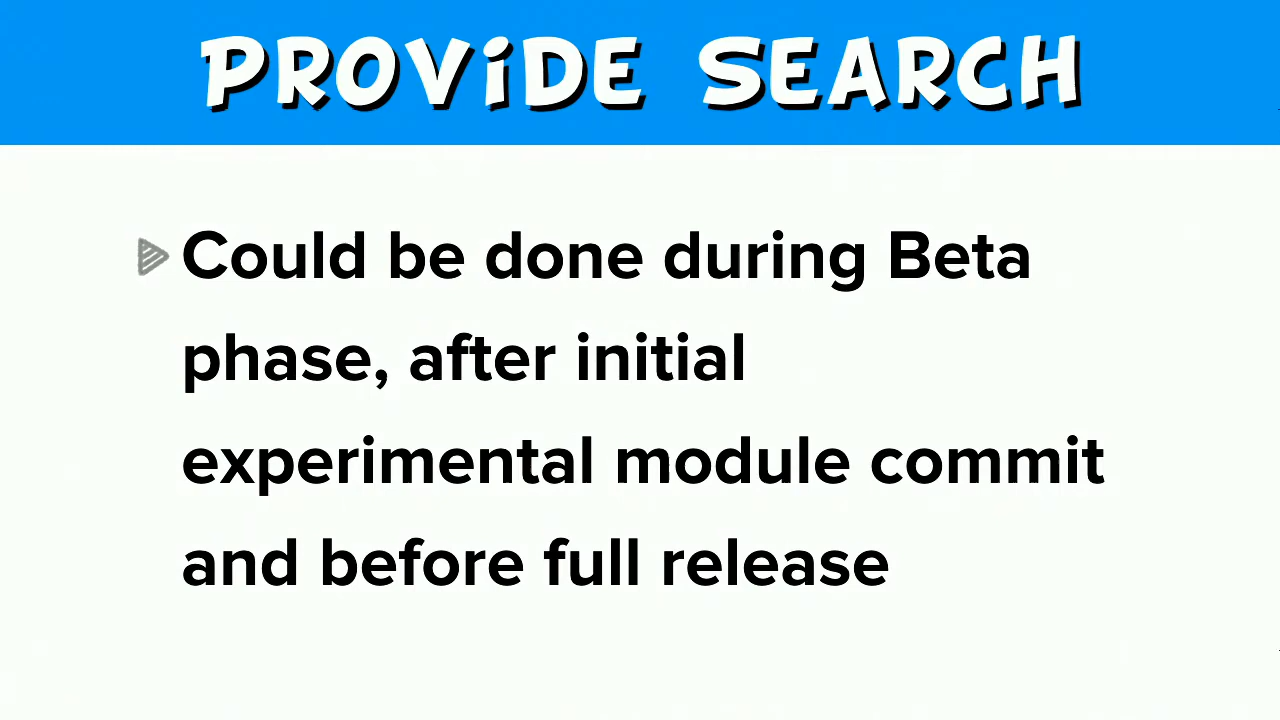 PROViDE SEARCH
Could be done during Beta
phase, after initial
experimental module commit
and before full release